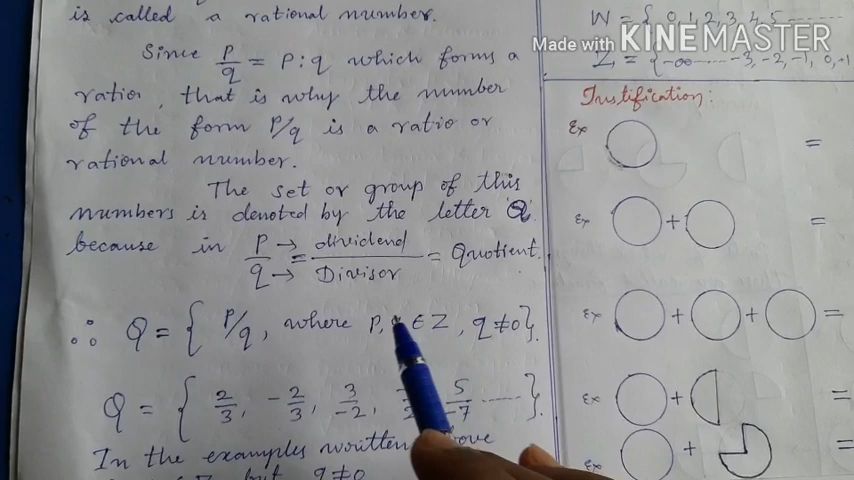 is called a rational number.
Since P/q = P:q which forms a
ratio, that is why the number
of the form P/q is a ratio or
rational number.
The set or group of this
numbers is denoted by the letter 'Q'.
because in P/q → → = dividend/Divisor = Quotient.
∴ Q = { P/q, where P, ∈ Z, q ≠ 0}.
Q = { 2/3, -2/3, 3/-2, 5/-7 ...... }.
In the examples written above
but q≠0
W = { 0, 1, 2, 3, 4, 5 ......
Made with KINEMASTER
Z = {-∞ ...... -3, -2, -1, 0, +1
Justification:
Ex =
Ex + =
Ex + + =
Ex + =
Ex +